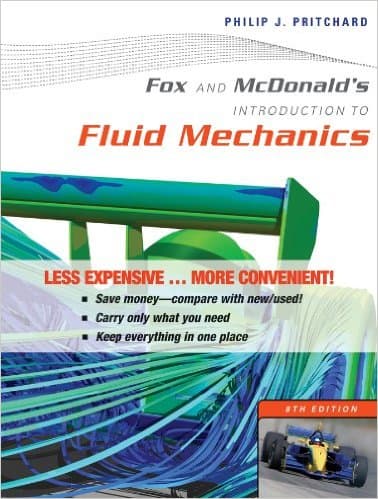 PHILIP J. PRITCHARD
Fox AND McDonald's
INTRODUCTION TO
Fluid Mechanics
LESS EXPENSIVE ... MORE CONVENIENT!
■ Save money—compare with new/used!
■ Carry only what you need
■ Keep everything in one place
8TH EDITION